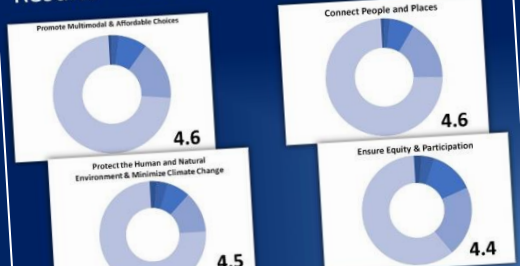 Promote Multimodal & Affordable Choices
4.6
Connect People and Places
4.6
Protect the Human and Natural
Environment & Minimize Climate Change
4.5
Ensure Equity & Participation
4.4